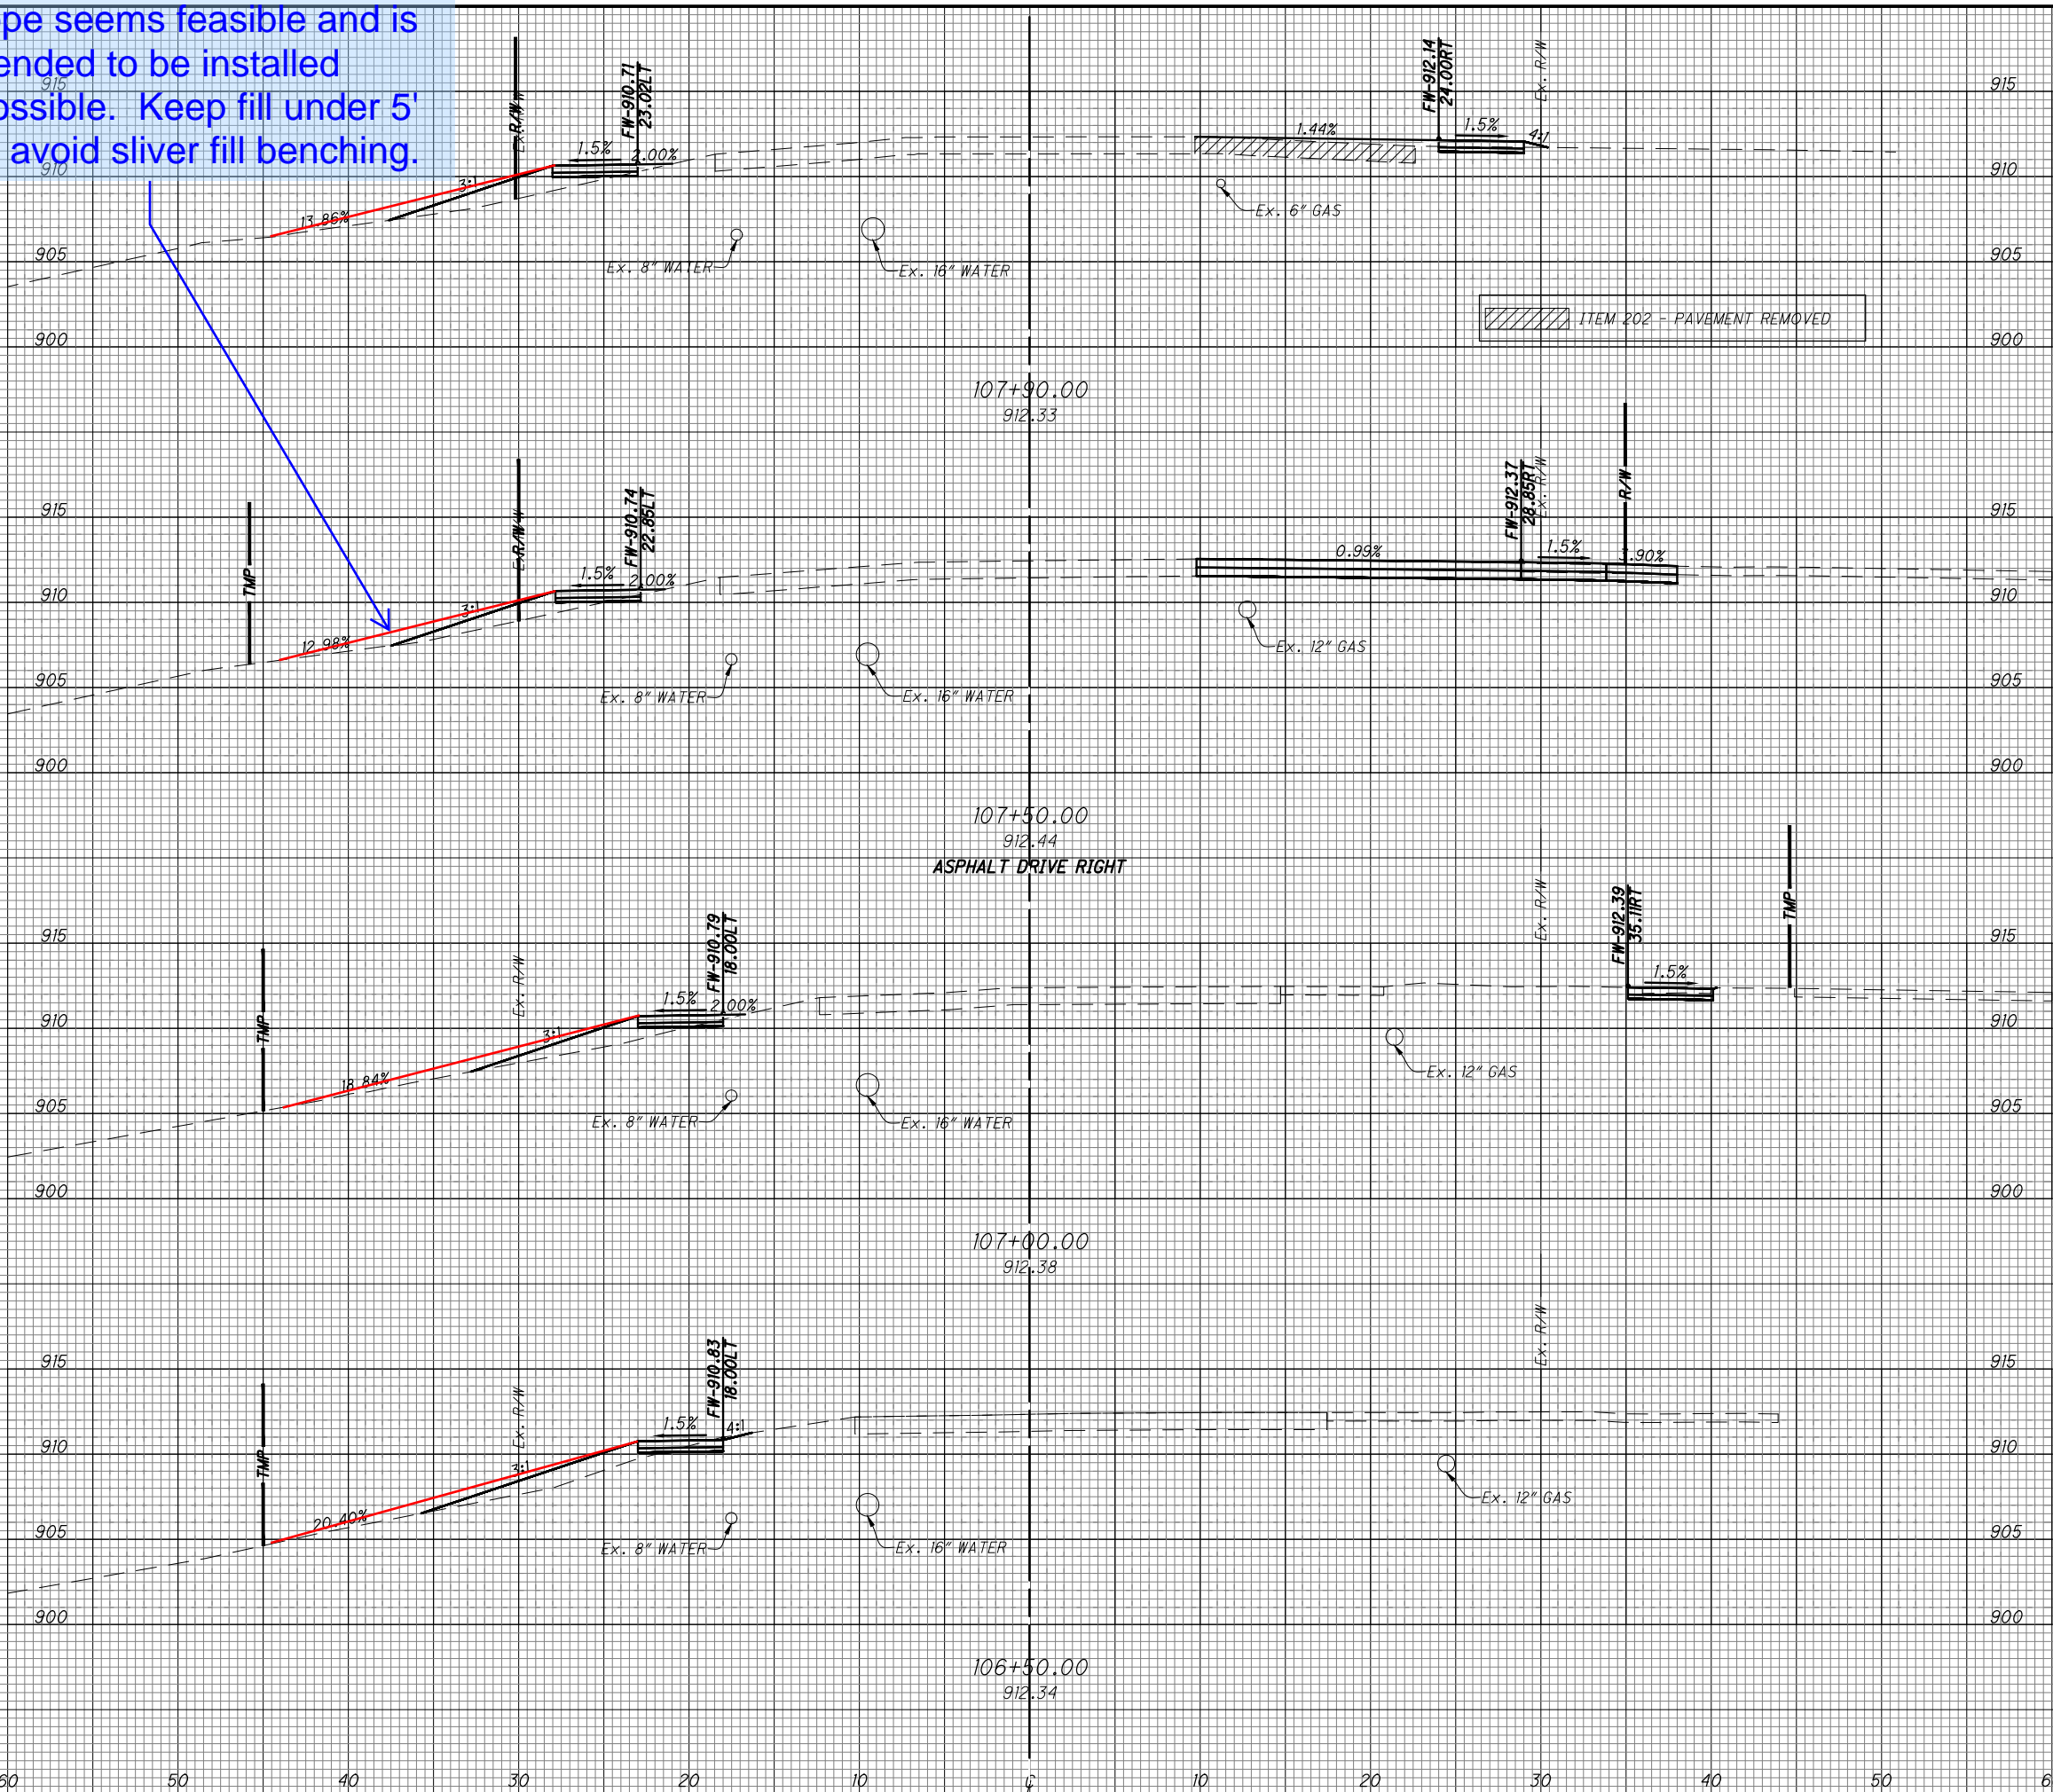 ope seems feasible and is
ended to be installed
ossible. Keep fill under 5'
avoid sliver fill benching.
915
910
905
900
R/W
FW-910.71
23.02LT
1.5%
2.00%
3:1
13.86%
1.44%
FW-912.14
24.00RT
1.5%
4:1
Ex. R/W
915
910
905
900
Ex. 8" WATER
Ex. 16" WATER
Ex. 6" GAS
ITEM 202 - PAVEMENT REMOVED
107+90.00
912.33
915
910
905
900
TMP
R/W
FW-910.74
22.85LT
1.5%
2.00%
3:1
12.98%
0.99%
FW-912.37
28.85RT
Ex. R/W
1.5%
R/W
915
910
905
900
Ex. 8" WATER
Ex. 16" WATER
Ex. 12" GAS
107+50.00
912.44
ASPHALT DRIVE RIGHT
915
910
905
900
TMP
Ex. R/W
FW-910.79
18.00LT
1.5%
2.00%
3:1
18.84%
Ex. R/W
FW-912.39
35.11RT
1.5%
TMP
915
910
905
900
Ex. 8" WATER
Ex. 16" WATER
Ex. 12" GAS
107+00.00
912.38
915
910
905
900
TMP
Ex. R/W
FW-910.83
18.00LT
1.5%
4:1
3:1
20.40%
Ex. R/W
915
910
905
900
Ex. 8" WATER
Ex. 16" WATER
Ex. 12" GAS
106+50.00
912.34
60 50 40 30 20 10 ℄ 10 20 30 40 50 6